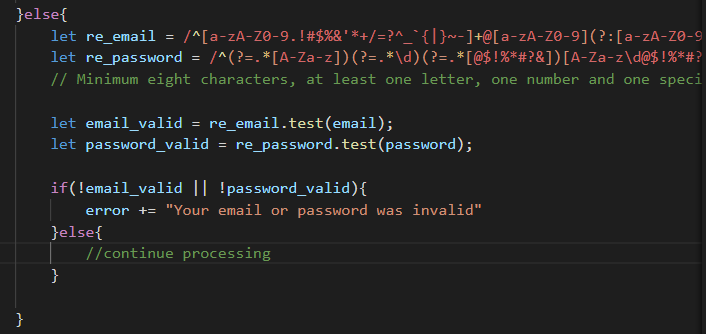 }else{
let re_email = /^[a-zA-Z0-9.!#$%&'*+/=?^_`{|}~-]+@[a-zA-Z0-9](?:[a-zA-Z0-9
let re_password = /^(?=.*[A-Za-z])(?=.*\d)(?=.*[@$!%*#?&])[A-Za-z\d@$!%*#?
// Minimum eight characters, at least one letter, one number and one speci
let email_valid = re_email.test(email);
let password_valid = re_password.test(password);
if(!email_valid || !password_valid){
error += "Your email or password was invalid"
}else{
//continue processing
}
}